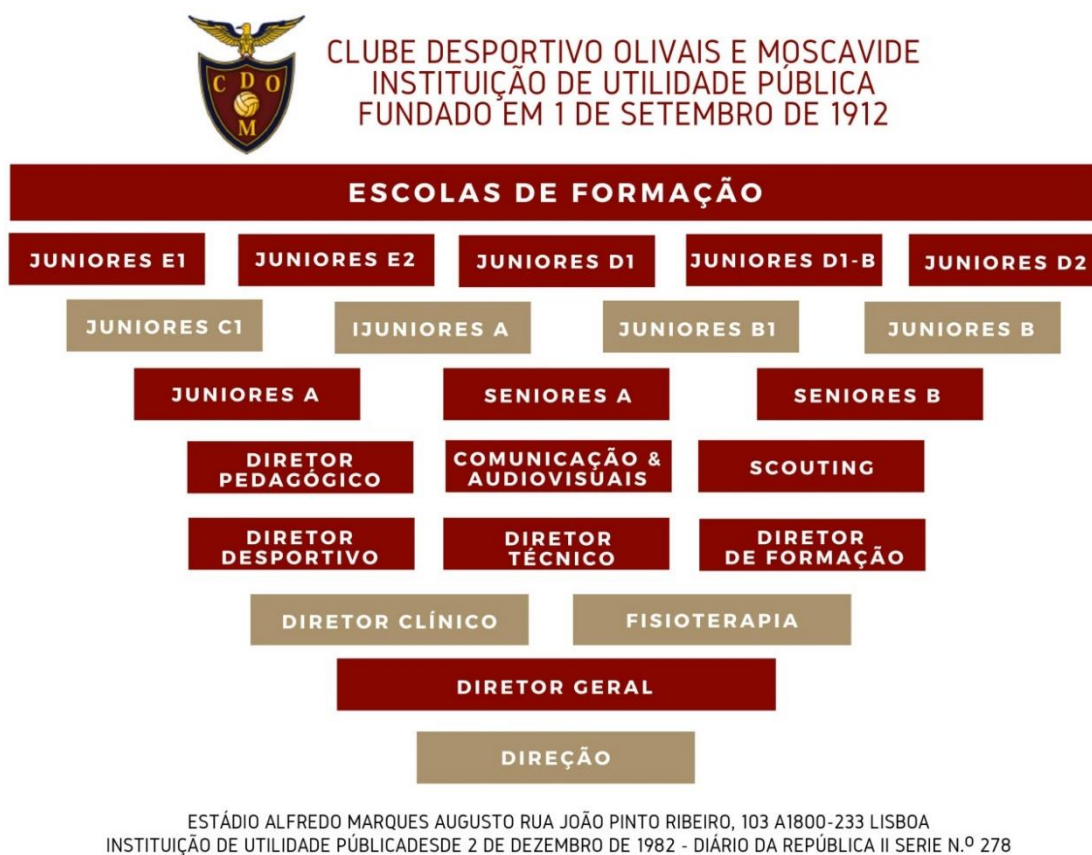 C D O
M
CLUBE DESPORTIVO OLIVAIS E MOSCAVIDE
INSTITUIÇÃO DE UTILIDADE PÚBLICA
FUNDADO EM 1 DE SETEMBRO DE 1912
ESCOLAS DE FORMAÇÃO
JUNIORES E1
JUNIORES E2
JUNIORES D1
JUNIORES D1-B
JUNIORES D2
JUNIORES C1
IJUNIORES A
JUNIORES B1
JUNIORES B
JUNIORES A
SENIORES A
SENIORES B
DIRETOR
PEDAGÓGICO
COMUNICAÇÃO &
AUDIOVISUAIS
SCOUTING
DIRETOR
DESPORTIVO
DIRETOR
TÉCNICO
DIRETOR
DE FORMAÇÃO
DIRETOR CLÍNICO
FISIOTERAPIA
DIRETOR GERAL
DIREÇÃO
ESTÁDIO ALFREDO MARQUES AUGUSTO RUA JOÃO PINTO RIBEIRO, 103 A1800-233 LISBOA
INSTITUIÇÃO DE UTILIDADE PÚBLICADESDE 2 DE DEZEMBRO DE 1982 - DIÁRIO DA REPÚBLICA II SERIE N.º 278